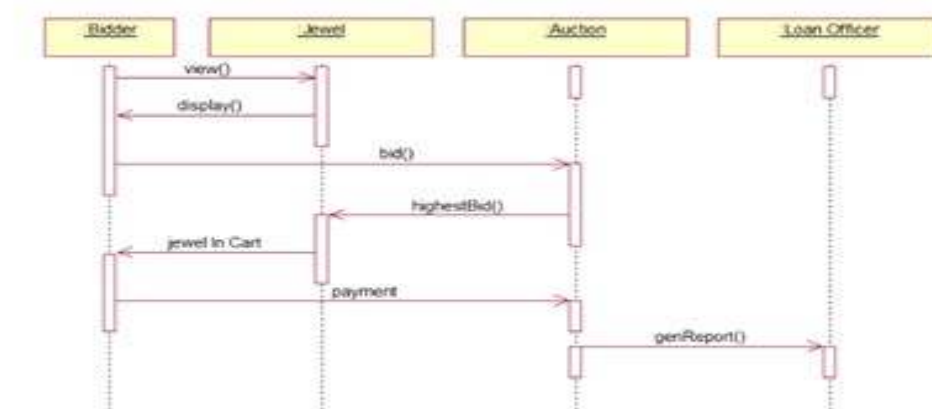 :Bidder
:Jewel
:Auction
:Loan Officer
view()
display()
bid()
highestBid()
jewel In Cart
payment
genReport()